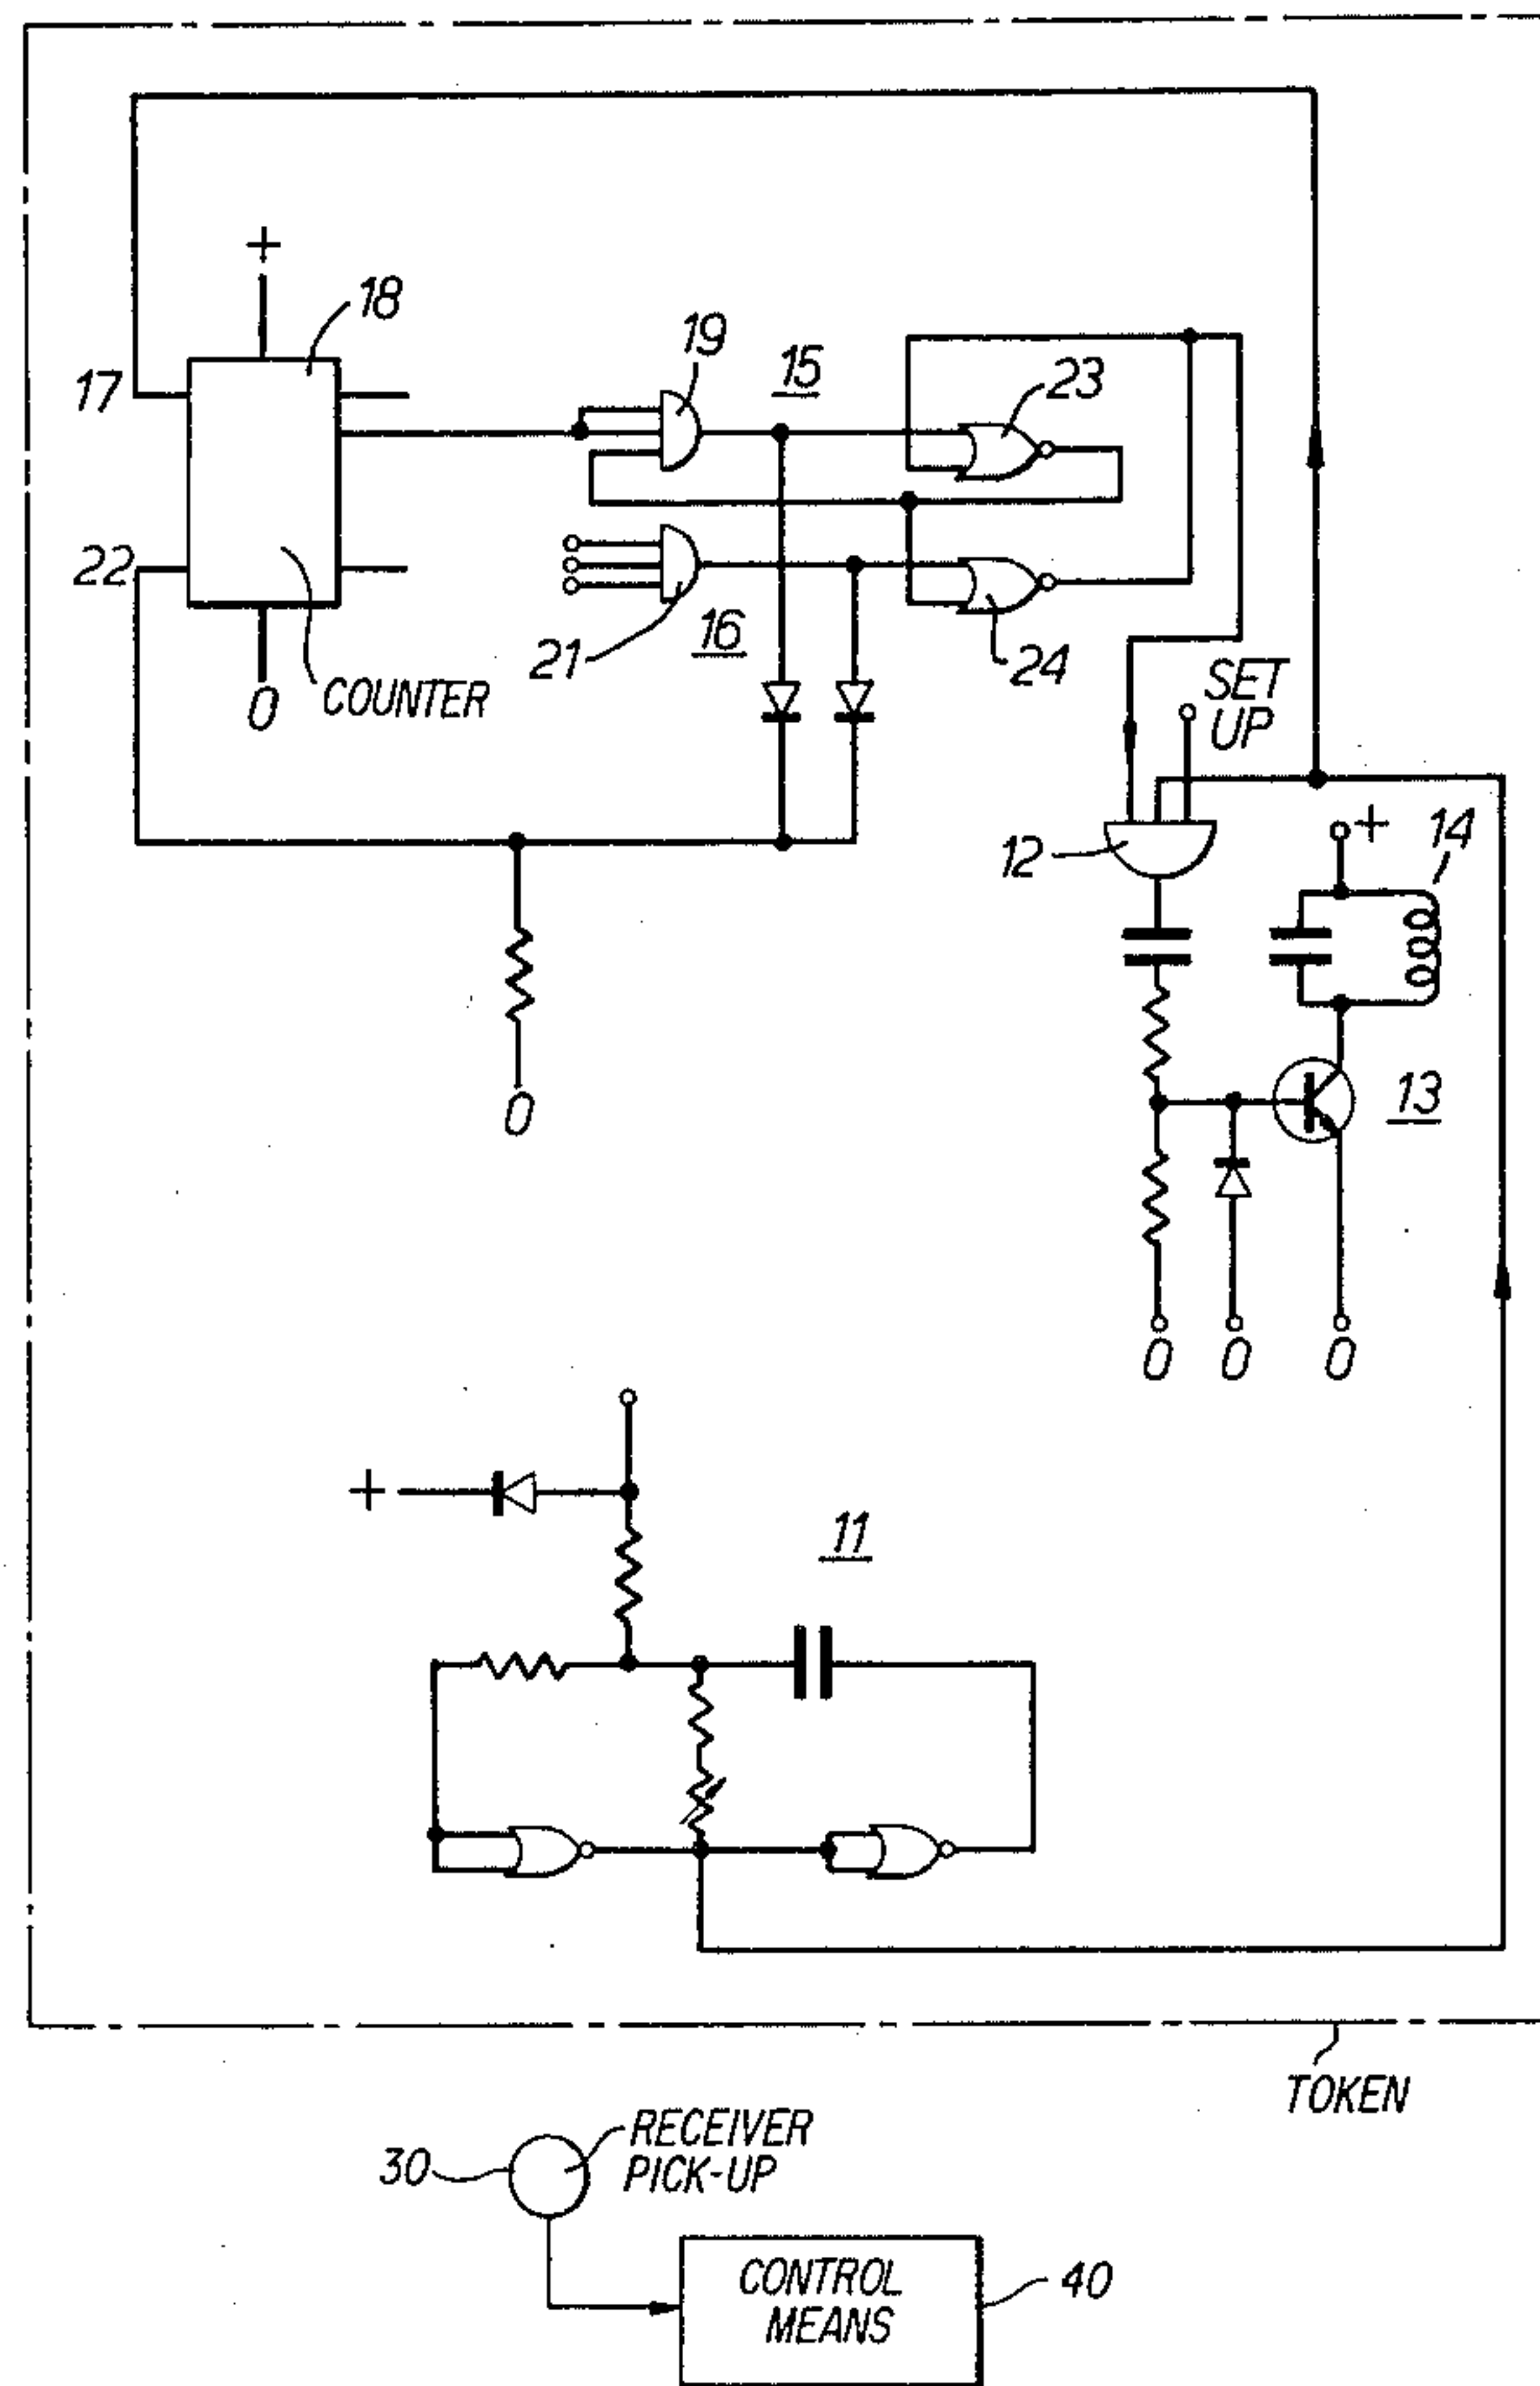 +
18
17
19
15
23
22
21
16
24
0
COUNTER
SET
UP
12
+
14
0
13
0
0
0
+
11
TOKEN
30
RECEIVER
PICK-UP
CONTROL
MEANS
40